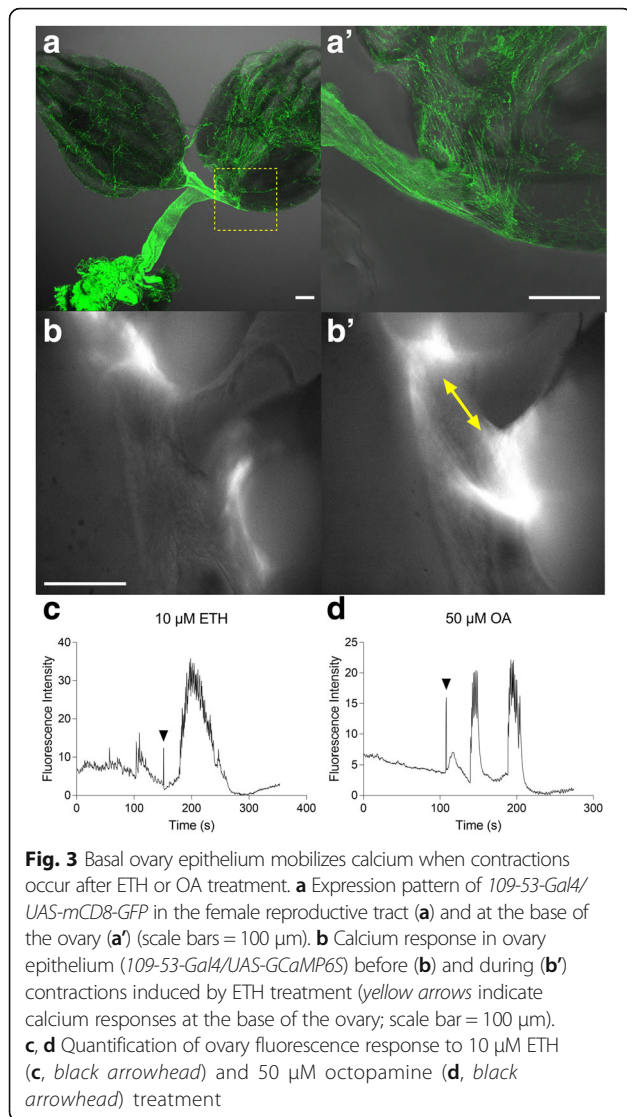 a
a'
b
b'
c
10 μM ETH
Fluorescence Intensity
40
30
20
10
0
0
100
200
300
400
Time (s)
d
50 μM OA
Fluorescence Intensity
25
20
15
10
5
0
0
100
200
300
Time (s)
Fig. 3 Basal ovary epithelium mobilizes calcium when contractions
occur after ETH or OA treatment. a Expression pattern of 109-53-Gal4/
UAS-mCD8-GFP in the female reproductive tract (a) and at the base of
the ovary (a') (scale bars = 100 μm). b Calcium response in ovary
epithelium (109-53-Gal4/UAS-GCaMP6S) before (b) and during (b')
contractions induced by ETH treatment (yellow arrows indicate
calcium responses at the base of the ovary; scale bar = 100 μm).
c, d Quantification of ovary fluorescence response to 10 μM ETH
(c, black arrowhead) and 50 μM octopamine (d, black
arrowhead) treatment